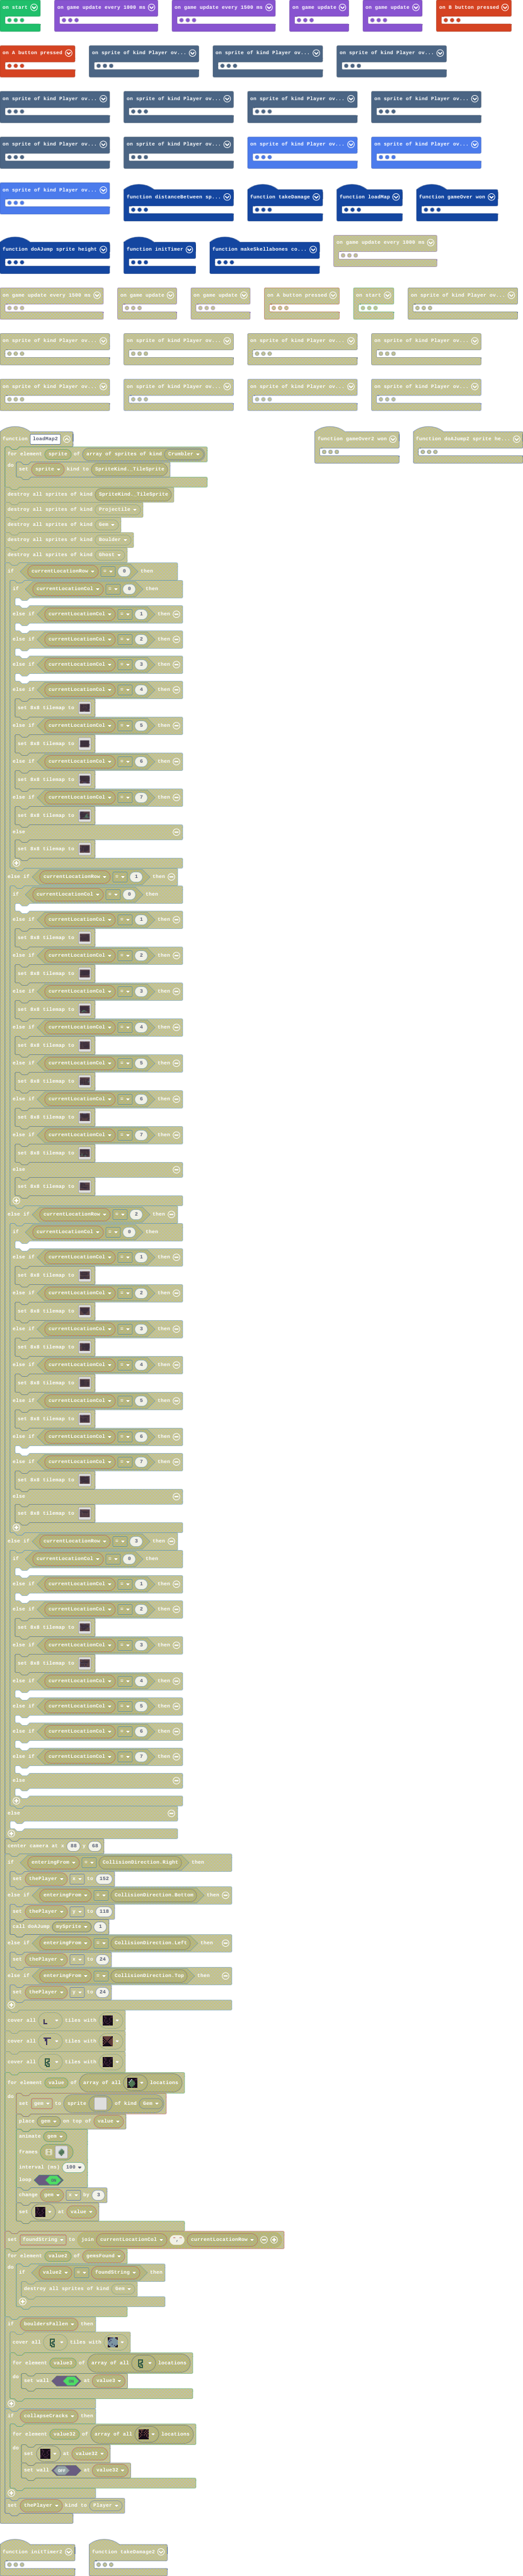 on start
on game update every 1000 ms
on game update every 1500 ms
on game update
on game update
on B button pressed
on A button pressed
on sprite of kind Player ov...
on sprite of kind Player ov...
on sprite of kind Player ov...
on sprite of kind Player ov...
on sprite of kind Player ov...
on sprite of kind Player ov...
on sprite of kind Player ov...
on sprite of kind Player ov...
on sprite of kind Player ov...
on sprite of kind Player ov...
on sprite of kind Player ov...
on sprite of kind Player ov...
function distanceBetween sp...
function takeDamage
function loadMap
function gameOver won
function doAJump sprite height
function initTimer
function makeSkellabones co...
on game update every 1000 ms
on game update every 1500 ms
on game update
on game update
on A button pressed
on start
on sprite of kind Player ov...
on sprite of kind Player ov...
on sprite of kind Player ov...
on sprite of kind Player ov...
on sprite of kind Player ov...
on sprite of kind Player ov...
on sprite of kind Player ov...
on sprite of kind Player ov...
on sprite of kind Player ov...
function loadMap2
function gameOver3 won
function doAJump2 sprite he...
for element sprite of array of sprites of kind Crumbler
do set sprite kind to SpriteKind._TileSprite
destroy all sprites of kind SpriteKind._TileSprite
destroy all sprites of kind Projectile
destroy all sprites of kind Gem
destroy all sprites of kind Boulder
destroy all sprites of kind Ghost
if currentLocationRow = 0 then
if currentLocationCol = 0 then
else if currentLocationCol = 1 then
else if currentLocationCol = 2 then
else if currentLocationCol = 3 then
else if currentLocationCol = 4 then
set 8x8 tilemap to
else if currentLocationCol = 5 then
set 8x8 tilemap to
else if currentLocationCol = 6 then
set 8x8 tilemap to
else if currentLocationCol = 7 then
set 8x8 tilemap to
else
set 8x8 tilemap to
else if currentLocationRow = 1 then
if currentLocationCol = 0 then
else if currentLocationCol = 1 then
set 8x8 tilemap to
else if currentLocationCol = 2 then
set 8x8 tilemap to
else if currentLocationCol = 3 then
set 8x8 tilemap to
else if currentLocationCol = 4 then
set 8x8 tilemap to
else if currentLocationCol = 5 then
set 8x8 tilemap to
else if currentLocationCol = 6 then
set 8x8 tilemap to
else if currentLocationCol = 7 then
set 8x8 tilemap to
else
set 8x8 tilemap to
else if currentLocationRow = 2 then
if currentLocationCol = 0 then
else if currentLocationCol = 1 then
set 8x8 tilemap to
else if currentLocationCol = 2 then
set 8x8 tilemap to
else if currentLocationCol = 3 then
set 8x8 tilemap to
else if currentLocationCol = 4 then
set 8x8 tilemap to
else if currentLocationCol = 5 then
set 8x8 tilemap to
else if currentLocationCol = 6 then
else if currentLocationCol = 7 then
set 8x8 tilemap to
else
set 8x8 tilemap to
else if currentLocationRow = 3 then
if currentLocationCol = 0 then
else if currentLocationCol = 1 then
else if currentLocationCol = 2 then
set 8x8 tilemap to
else if currentLocationCol = 3 then
set 8x8 tilemap to
else if currentLocationCol = 4 then
else if currentLocationCol = 5 then
else if currentLocationCol = 6 then
else if currentLocationCol = 7 then
else
else
center camera at x 88 y 68
if enteringFrom = CollisionDirection.Right then
set thePlayer x to 152
else if enteringFrom = CollisionDirection.Bottom then
set thePlayer y to 118
call doAJump mySprite 1
else if enteringFrom = CollisionDirection.Left then
set thePlayer x to 24
else if enteringFrom = CollisionDirection.Top then
set thePlayer y to 24
cover all tiles with
cover all tiles with
cover all tiles with
for element value of array of all locations
do set gem to sprite of kind Gem
place gem on top of value
animate gem
frames
interval (ms) 100
loop ON
change gem x by 1
set at value
set foundString to join currentLocationCol "-" currentLocationRow
for element value2 of gemsFound
do if value2 = foundString then
destroy all sprites of kind Gem
if bouldersFallen then
cover all tiles with
for element value3 of array of all locations
do set wall ON at value3
if collapseCracks then
for element value32 of array of all locations
do set at value32
set wall OFF at value32
set thePlayer kind to Player
function initTimer2
function takeDamage2